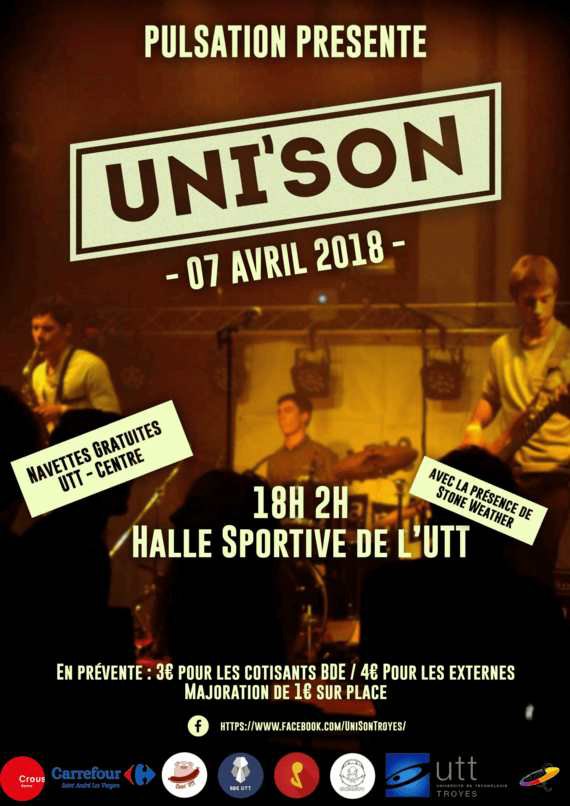 PULSATION PRESENTE
UNI'SON
- 07 AVRIL 2018 -
NAVETTES GRATUITES
UTT - CENTRE
AVEC LA PRÉSENCE DE
STONE WEATHER
18H 2H
HALLE SPORTIVE DE L'UTT
EN PRÉVENTE : 3€ POUR LES COTISANTS BDE / 4€ POUR LES EXTERNES
MAJORATION DE 1€ SUR PLACE
HTTPS://WWW.FACEBOOK.COM/UNISONTROYES/
Crous
Carrefour
Saint André Les Vergers
BDE UTT
utt
UNIVERSITÉ DE TECHNOLOGIE
TROYES